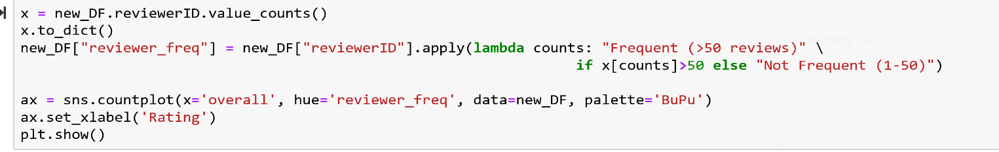 x = new_DF.reviewerID.value_counts()
x.to_dict()
new_DF["reviewer_freq"] = new_DF["reviewerID"].apply(lambda counts: "Frequent (>50 reviews)" \
if x[counts]>50 else "Not Frequent (1-50)")
ax = sns.countplot(x='overall', hue='reviewer_freq', data=new_DF, palette='BuPu')
ax.set_xlabel('Rating')
plt.show()
Snipping Tool